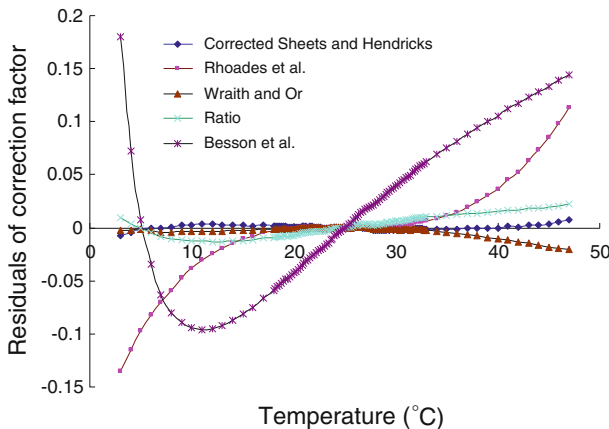 0.2
0.15
0.1
0.05
0
-0.05
-0.1
-0.15
Residuals of correction factor
Corrected Sheets and Hendricks
Rhoades et al.
Wraith and Or
Ratio
Besson et al.
0 10 20 30 40 50
Temperature (°C)